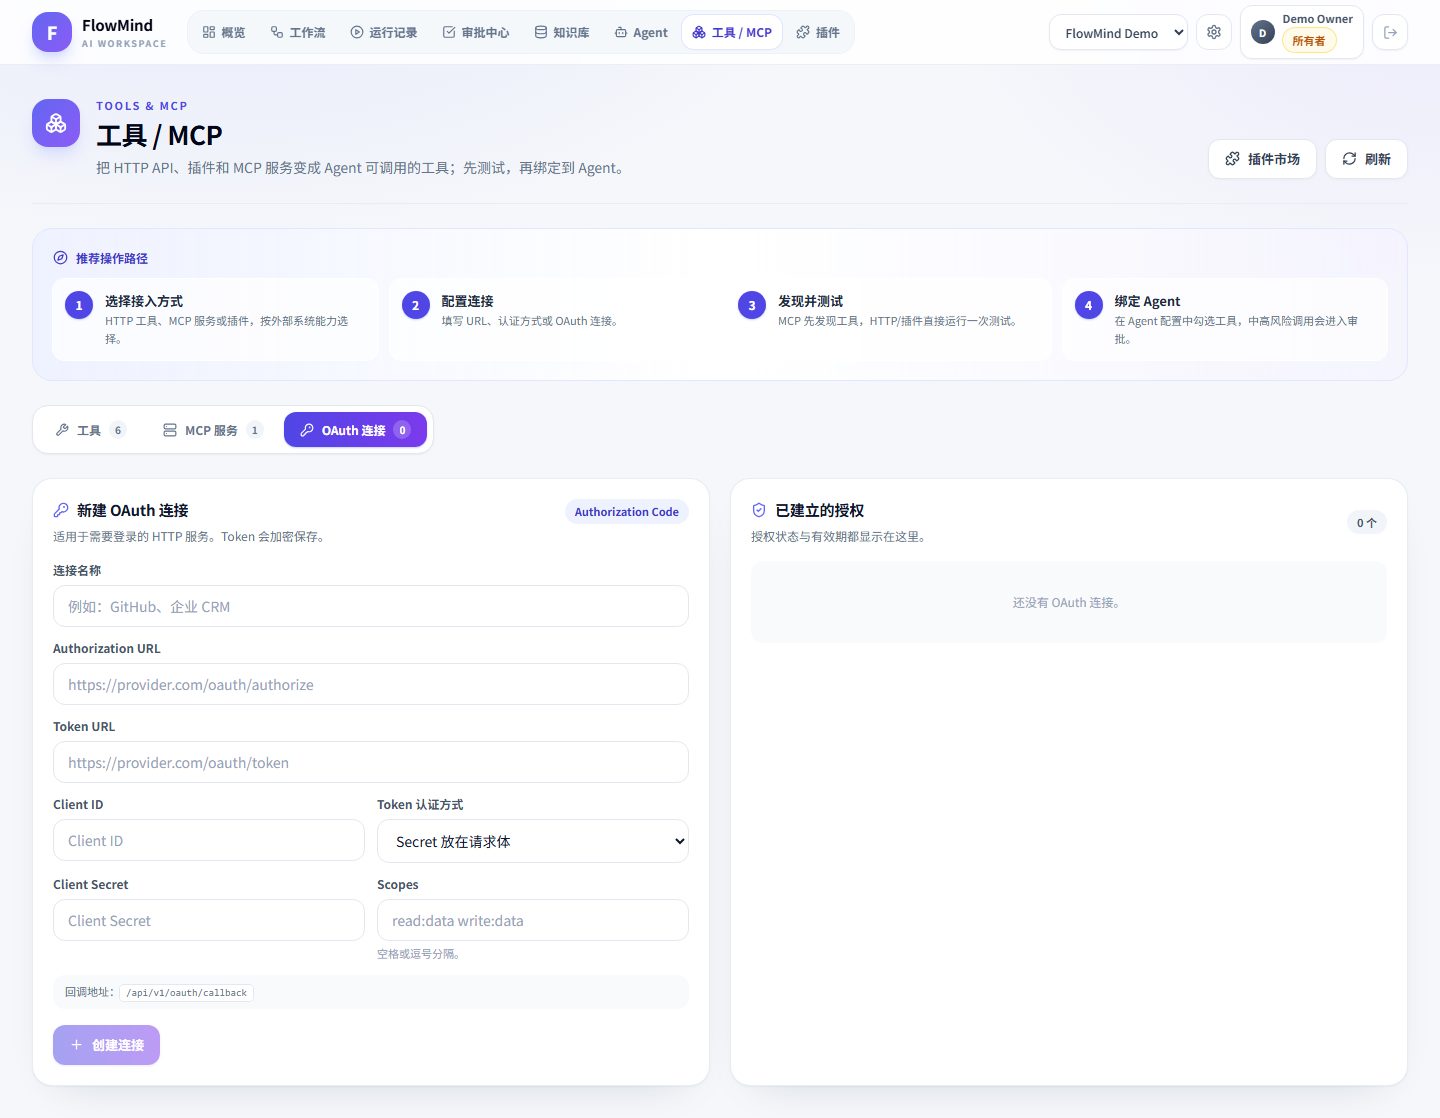 F
FlowMind
AI WORKSPACE
概览
工作流
运行记录
审批中心
知识库
Agent
工具 / MCP
插件
FlowMind Demo
D
Demo Owner
所有者
TOOLS & MCP
工具 / MCP
把 HTTP API、插件和 MCP 服务变成 Agent 可调用的工具；先测试，再绑定到 Agent。
插件市场
刷新
推荐操作路径
1
选择接入方式
HTTP 工具、MCP 服务或插件，按外部系统能力选
择。
2
配置连接
填写 URL、认证方式或 OAuth 连接。
3
发现并测试
MCP 先发现工具，HTTP/插件直接运行一次测试。
4
绑定 Agent
在 Agent 配置中勾选工具，中高风险调用会进入审
批。
工具 6
MCP 服务 1
OAuth 连接 0
新建 OAuth 连接
Authorization Code
适用于需要登录的 HTTP 服务。Token 会加密保存。
连接名称
例如：GitHub、企业 CRM
Authorization URL
https://provider.com/oauth/authorize
Token URL
https://provider.com/oauth/token
Client ID
Client ID
Token 认证方式
Secret 放在请求体
Client Secret
Client Secret
Scopes
read:data write:data
空格或逗号分隔。
回调地址： /api/v1/oauth/callback
创建连接
已建立的授权
授权状态与有效期都显示在这里。
0 个
还没有 OAuth 连接。